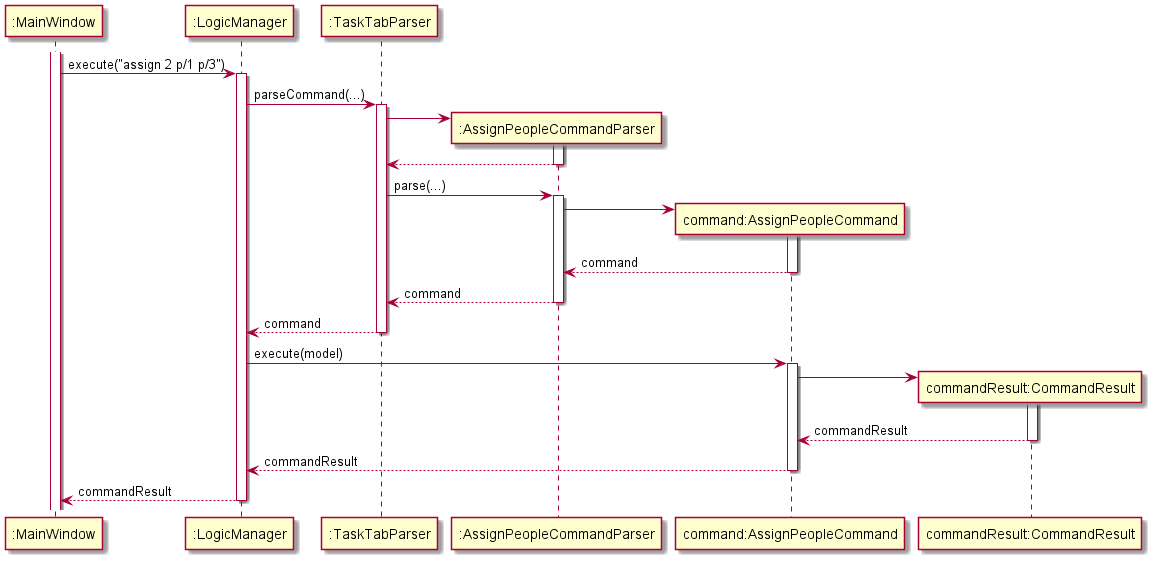 :MainWindow
:LogicManager
:TaskTabParser
execute("assign 2 p/1 p/3")
parseCommand(...)
:AssignPeopleCommandParser
parse(...)
command:AssignPeopleCommand
command
command
command
execute(model)
commandResult:CommandResult
commandResult
commandResult
commandResult
:MainWindow
:LogicManager
:TaskTabParser
:AssignPeopleCommandParser
command:AssignPeopleCommand
commandResult:CommandResult